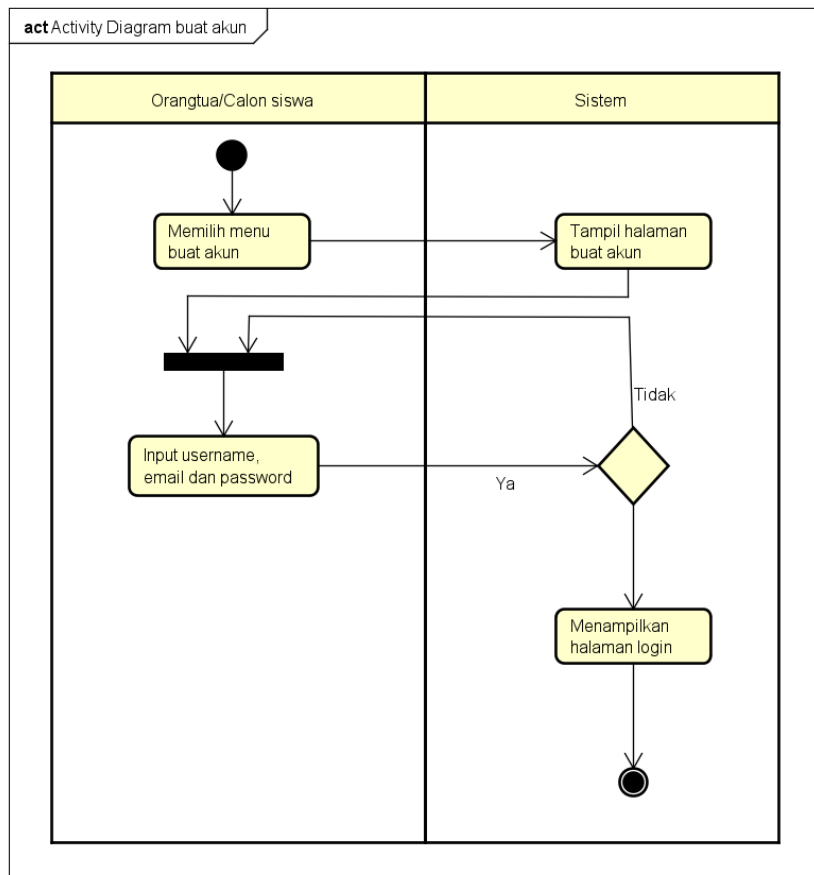 act Activity Diagram buat akun
Orangtua/Calon siswa
Sistem
Memilih menu
buat akun
Tampil halaman
buat akun
Tidak
Input username,
email dan password
Ya
Menampilkan
halaman login